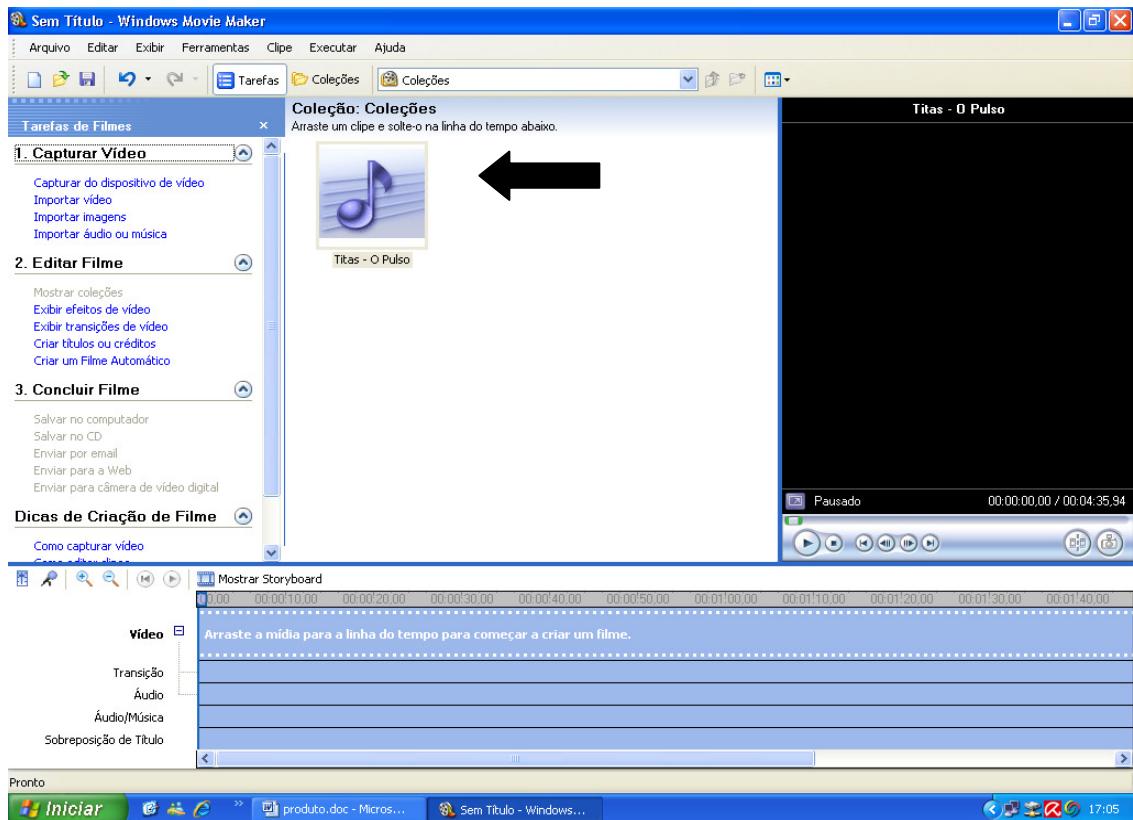 Sem Título - Windows Movie Maker
Arquivo Editar Exibir Ferramentas Clipe Executar Ajuda
Tarefas Coleções Coleções
Tarefas de Filmes
1. Capturar Vídeo
Capturar do dispositivo de vídeo
Importar vídeo
Importar imagens
Importar áudio ou música
2. Editar Filme
Mostrar coleções
Exibir efeitos de vídeo
Exibir transições de vídeo
Criar títulos ou créditos
Criar um Filme Automático
3. Concluir Filme
Salvar no computador
Salvar no CD
Enviar por email
Enviar para a Web
Enviar para câmera de vídeo digital
Dicas de Criação de Filme
Como capturar vídeo
Coleção: Coleções
Arraste um clipe e solte-o na linha do tempo abaixo.
Titas - O Pulso
Titas - O Pulso
Pausado 00:00:00,00 / 00:04:35,94
Mostrar Storyboard
00:00:10,00 00:00:20,00 00:00:30,00 00:00:40,00 00:00:50,00 00:01:00,00 00:01:10,00 00:01:20,00 00:01:30,00 00:01:40,00
Vídeo
Arraste a mídia para a linha do tempo para começar a criar um filme.
Transição
Áudio
Áudio/Música
Sobreposição de Título
Pronto
Iniciar produto.doc - Micros... Sem Título - Windows... 17:05